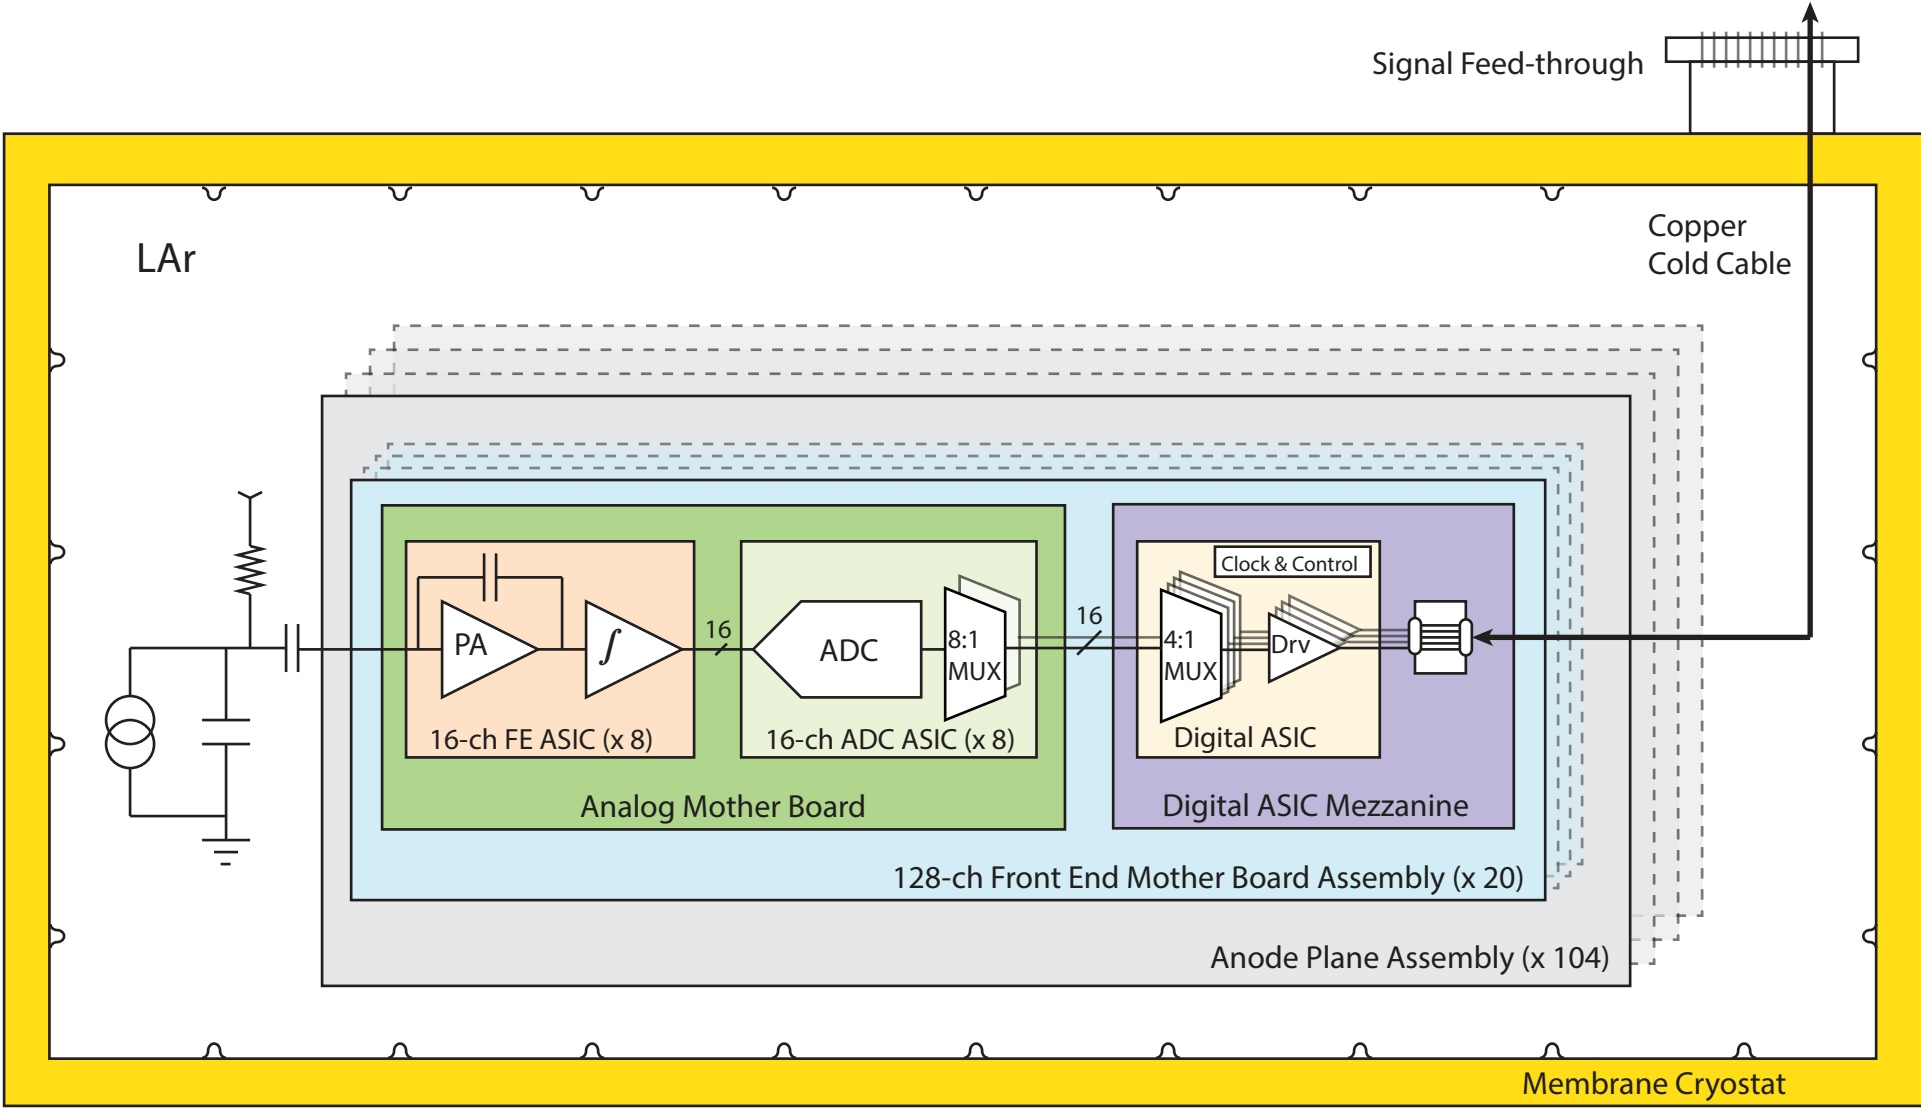 Signal Feed-through
Copper
Cold Cable
LAr
Clock & Control
PA
∫
16
ADC
8:1
MUX
16
4:1
MUX
Drv
16-ch FE ASIC (x 8)
16-ch ADC ASIC (x 8)
Digital ASIC
Analog Mother Board
Digital ASIC Mezzanine
128-ch Front End Mother Board Assembly (x 20)
Anode Plane Assembly (x 104)
Membrane Cryostat